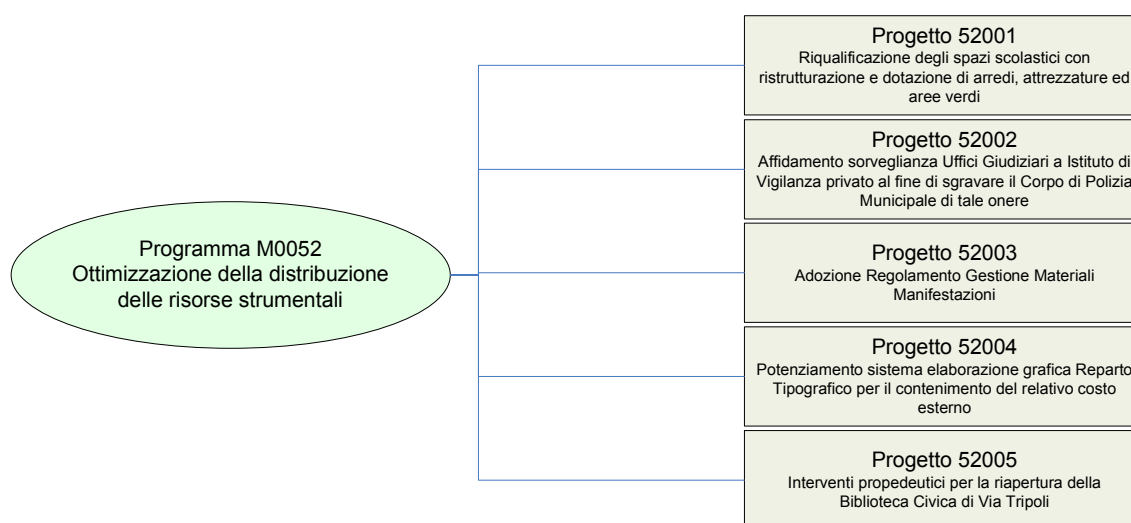 Progetto 52001
Riqualificazione degli spazi scolastici con
ristrutturazione e dotazione di arredi, attrezzature ed
aree verdi
Progetto 52002
Affidamento sorveglianza Uffici Giudiziari a Istituto di
Vigilanza privato al fine di sgravare il Corpo di Polizia
Municipale di tale onere
Programma M0052
Ottimizzazione della distribuzione
delle risorse strumentali
Progetto 52003
Adozione Regolamento Gestione Materiali
Manifestazioni
Progetto 52004
Potenziamento sistema elaborazione grafica Reparto
Tipografico per il contenimento del relativo costo
esterno
Progetto 52005
Interventi propedeutici per la riapertura della
Biblioteca Civica di Via Tripoli